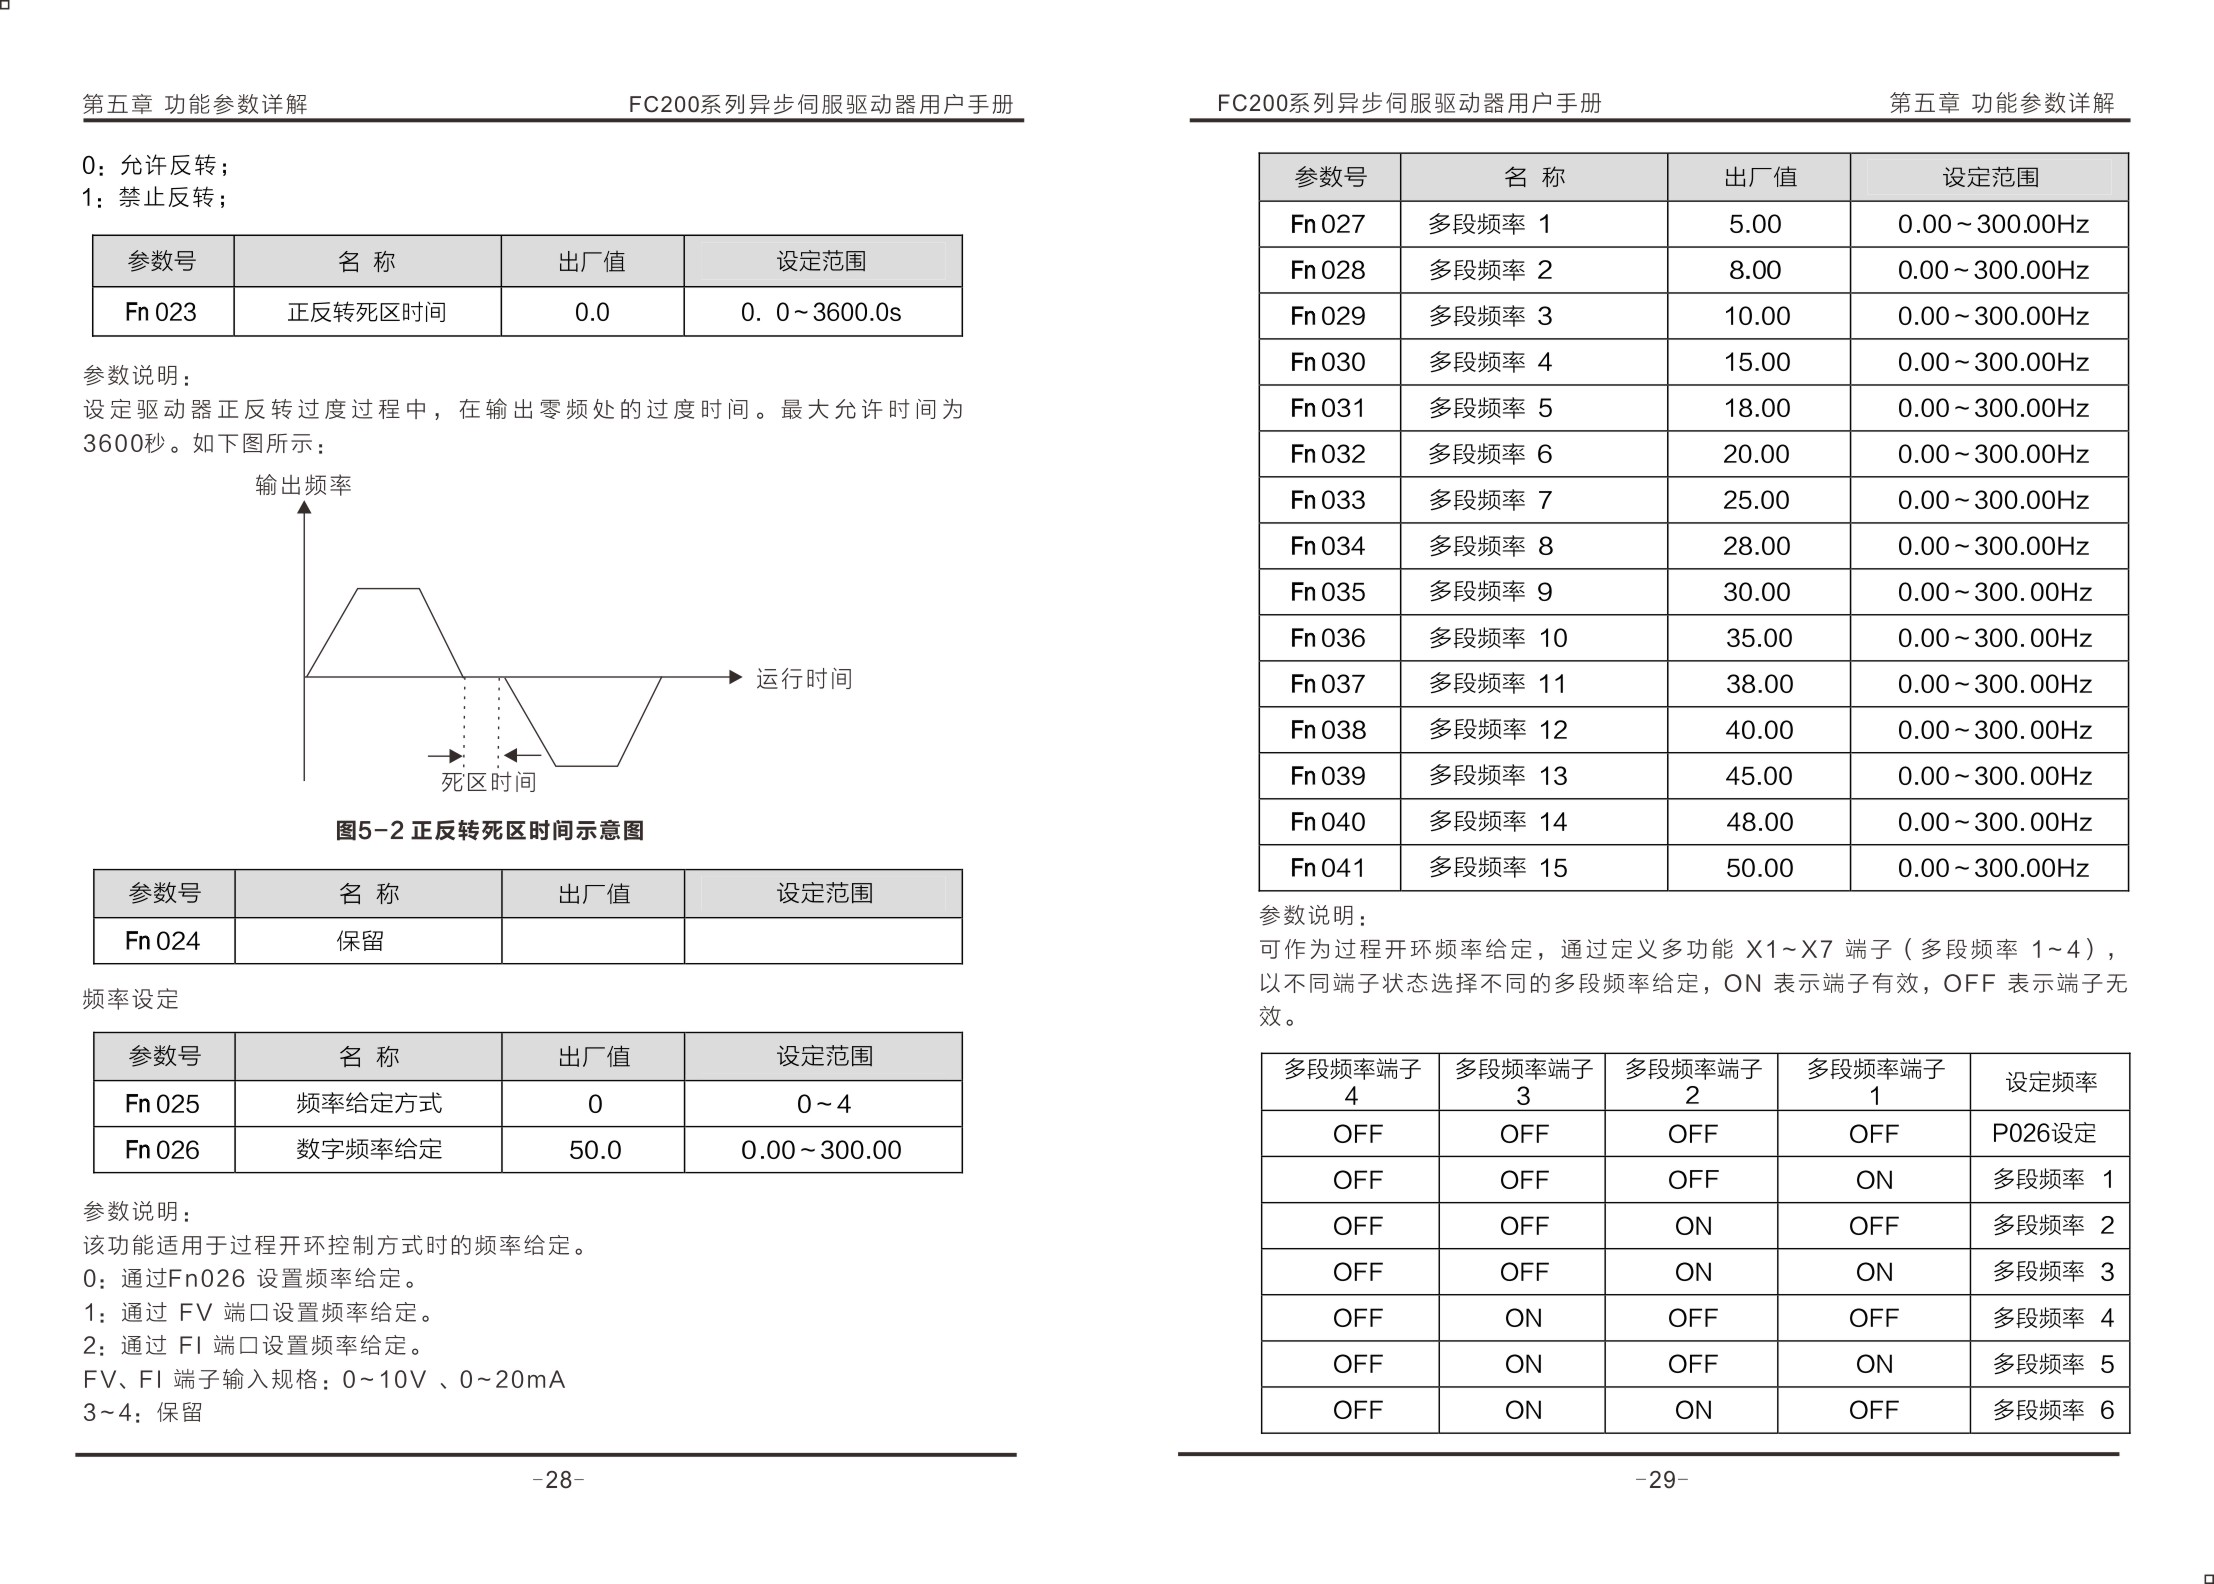 第五章 功能参数详解 FC200系列异步伺服驱动器用户手册
0：允许反转；
1：禁止反转；
参数号 名 称 出厂值 设定范围
Fn 023 正反转死区时间 0.0 0. 0~3600.0s
参数说明：
设定驱动器正反转过度过程中，在输出零频处的过度时间。最大允许时间为
3600秒。如下图所示：
输出频率
运行时间
死区时间
图5-2 正反转死区时间示意图
参数号 名 称 出厂值 设定范围
Fn 024 保留
频率设定
参数号 名 称 出厂值 设定范围
Fn 025 频率给定方式 0 0~4
Fn 026 数字频率给定 50.0 0.00~300.00
参数说明：
该功能适用于过程开环控制方式时的频率给定。
0：通过Fn026 设置频率给定。
1：通过 FV 端口设置频率给定。
2：通过 FI 端口设置频率给定。
FV、FI 端子输入规格：0~10V 、0~20mA
3~4：保留
-28-
FC200系列异步伺服驱动器用户手册 第五章 功能参数详解
参数号 名 称 出厂值 设定范围
Fn 027 多段频率 1 5.00 0.00~300.00Hz
Fn 028 多段频率 2 8.00 0.00~300.00Hz
Fn 029 多段频率 3 10.00 0.00~300.00Hz
Fn 030 多段频率 4 15.00 0.00~300.00Hz
Fn 031 多段频率 5 18.00 0.00~300.00Hz
Fn 032 多段频率 6 20.00 0.00~300.00Hz
Fn 033 多段频率 7 25.00 0.00~300.00Hz
Fn 034 多段频率 8 28.00 0.00~300.00Hz
Fn 035 多段频率 9 30.00 0.00~300.00Hz
Fn 036 多段频率 10 35.00 0.00~300.00Hz
Fn 037 多段频率 11 38.00 0.00~300.00Hz
Fn 038 多段频率 12 40.00 0.00~300.00Hz
Fn 039 多段频率 13 45.00 0.00~300.00Hz
Fn 040 多段频率 14 48.00 0.00~300.00Hz
Fn 041 多段频率 15 50.00 0.00~300.00Hz
参数说明：
可作为过程开环频率给定，通过定义多功能 X1~X7 端子（多段频率 1~4），
以不同端子状态选择不同的多段频率给定，ON 表示端子有效，OFF 表示端子无
效。
多段频率端子4 多段频率端子3 多段频率端子2 多段频率端子1 设定频率
OFF OFF OFF OFF P026设定
OFF OFF OFF ON 多段频率 1
OFF OFF ON OFF 多段频率 2
OFF OFF ON ON 多段频率 3
OFF ON OFF OFF 多段频率 4
OFF ON OFF ON 多段频率 5
OFF ON ON OFF 多段频率 6
-29-